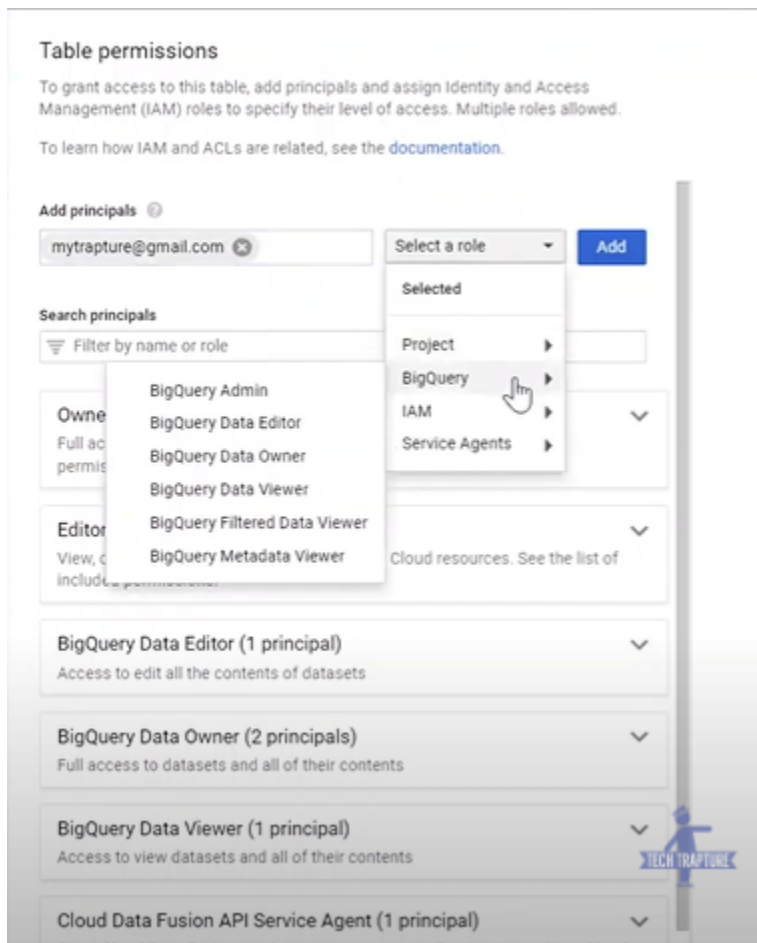 Table permissions
To grant access to this table, add principals and assign Identity and Access
Management (IAM) roles to specify their level of access. Multiple roles allowed.
To learn how IAM and ACLs are related, see the documentation.
Add principals
mytrapture@gmail.com
Select a role
Add
Selected
Search principals
Filter by name or role
Project
BigQuery
IAM
Service Agents
BigQuery Admin
BigQuery Data Editor
BigQuery Data Owner
BigQuery Data Viewer
BigQuery Filtered Data Viewer
BigQuery Metadata Viewer
Owne
Full ac
permis
Editor
View, c
Cloud resources. See the list of
included permissions.
BigQuery Data Editor (1 principal)
Access to edit all the contents of datasets
BigQuery Data Owner (2 principals)
Full access to datasets and all of their contents
BigQuery Data Viewer (1 principal)
Access to view datasets and all of their contents
TECH TRAPTURE
Cloud Data Fusion API Service Agent (1 principal)